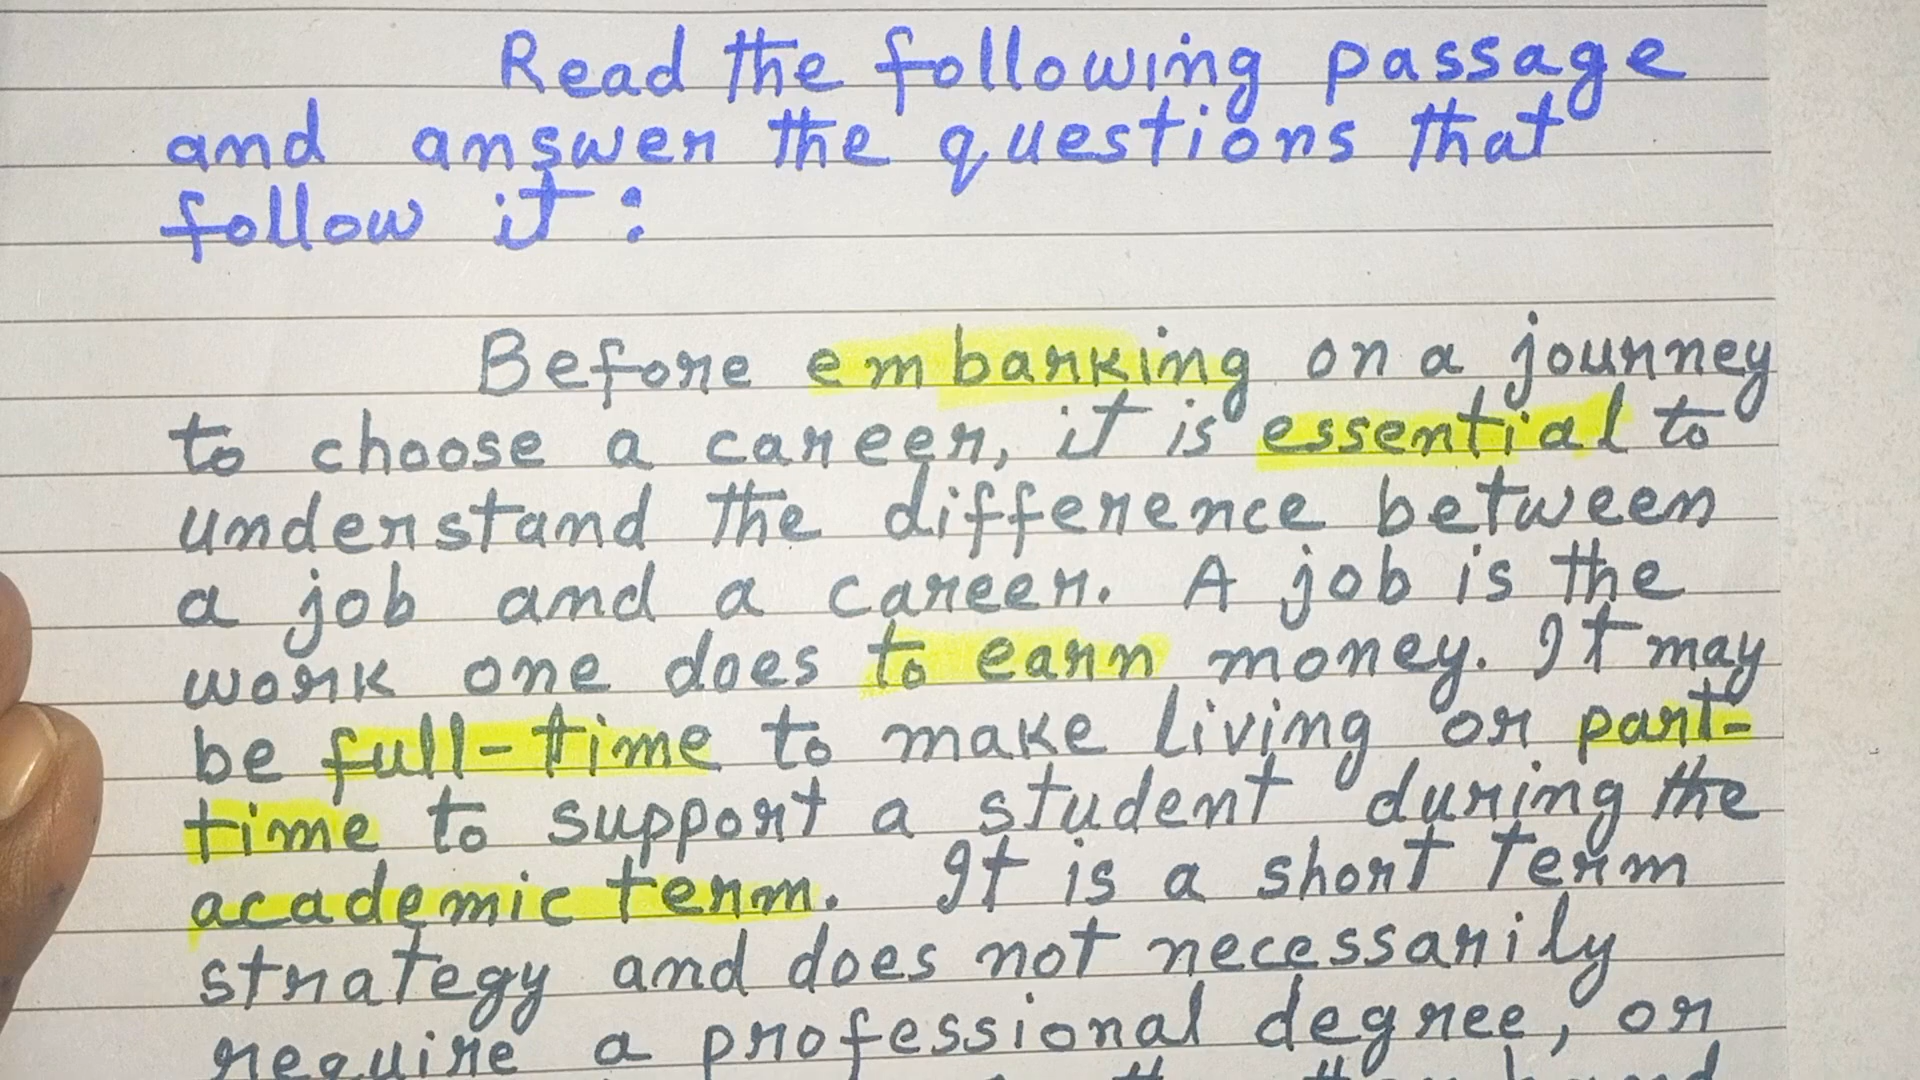 Read the following passage
and answer the questions that
follow it :
Before embarking on a journey
to choose a career, it is essential to
understand the difference between
a job and a career. A job is the
work one does to earn money. It may
be full-time to make living or part-
time to support a student during the
academic term. It is a short term
strategy and does not necessarily
require a professional degree, or